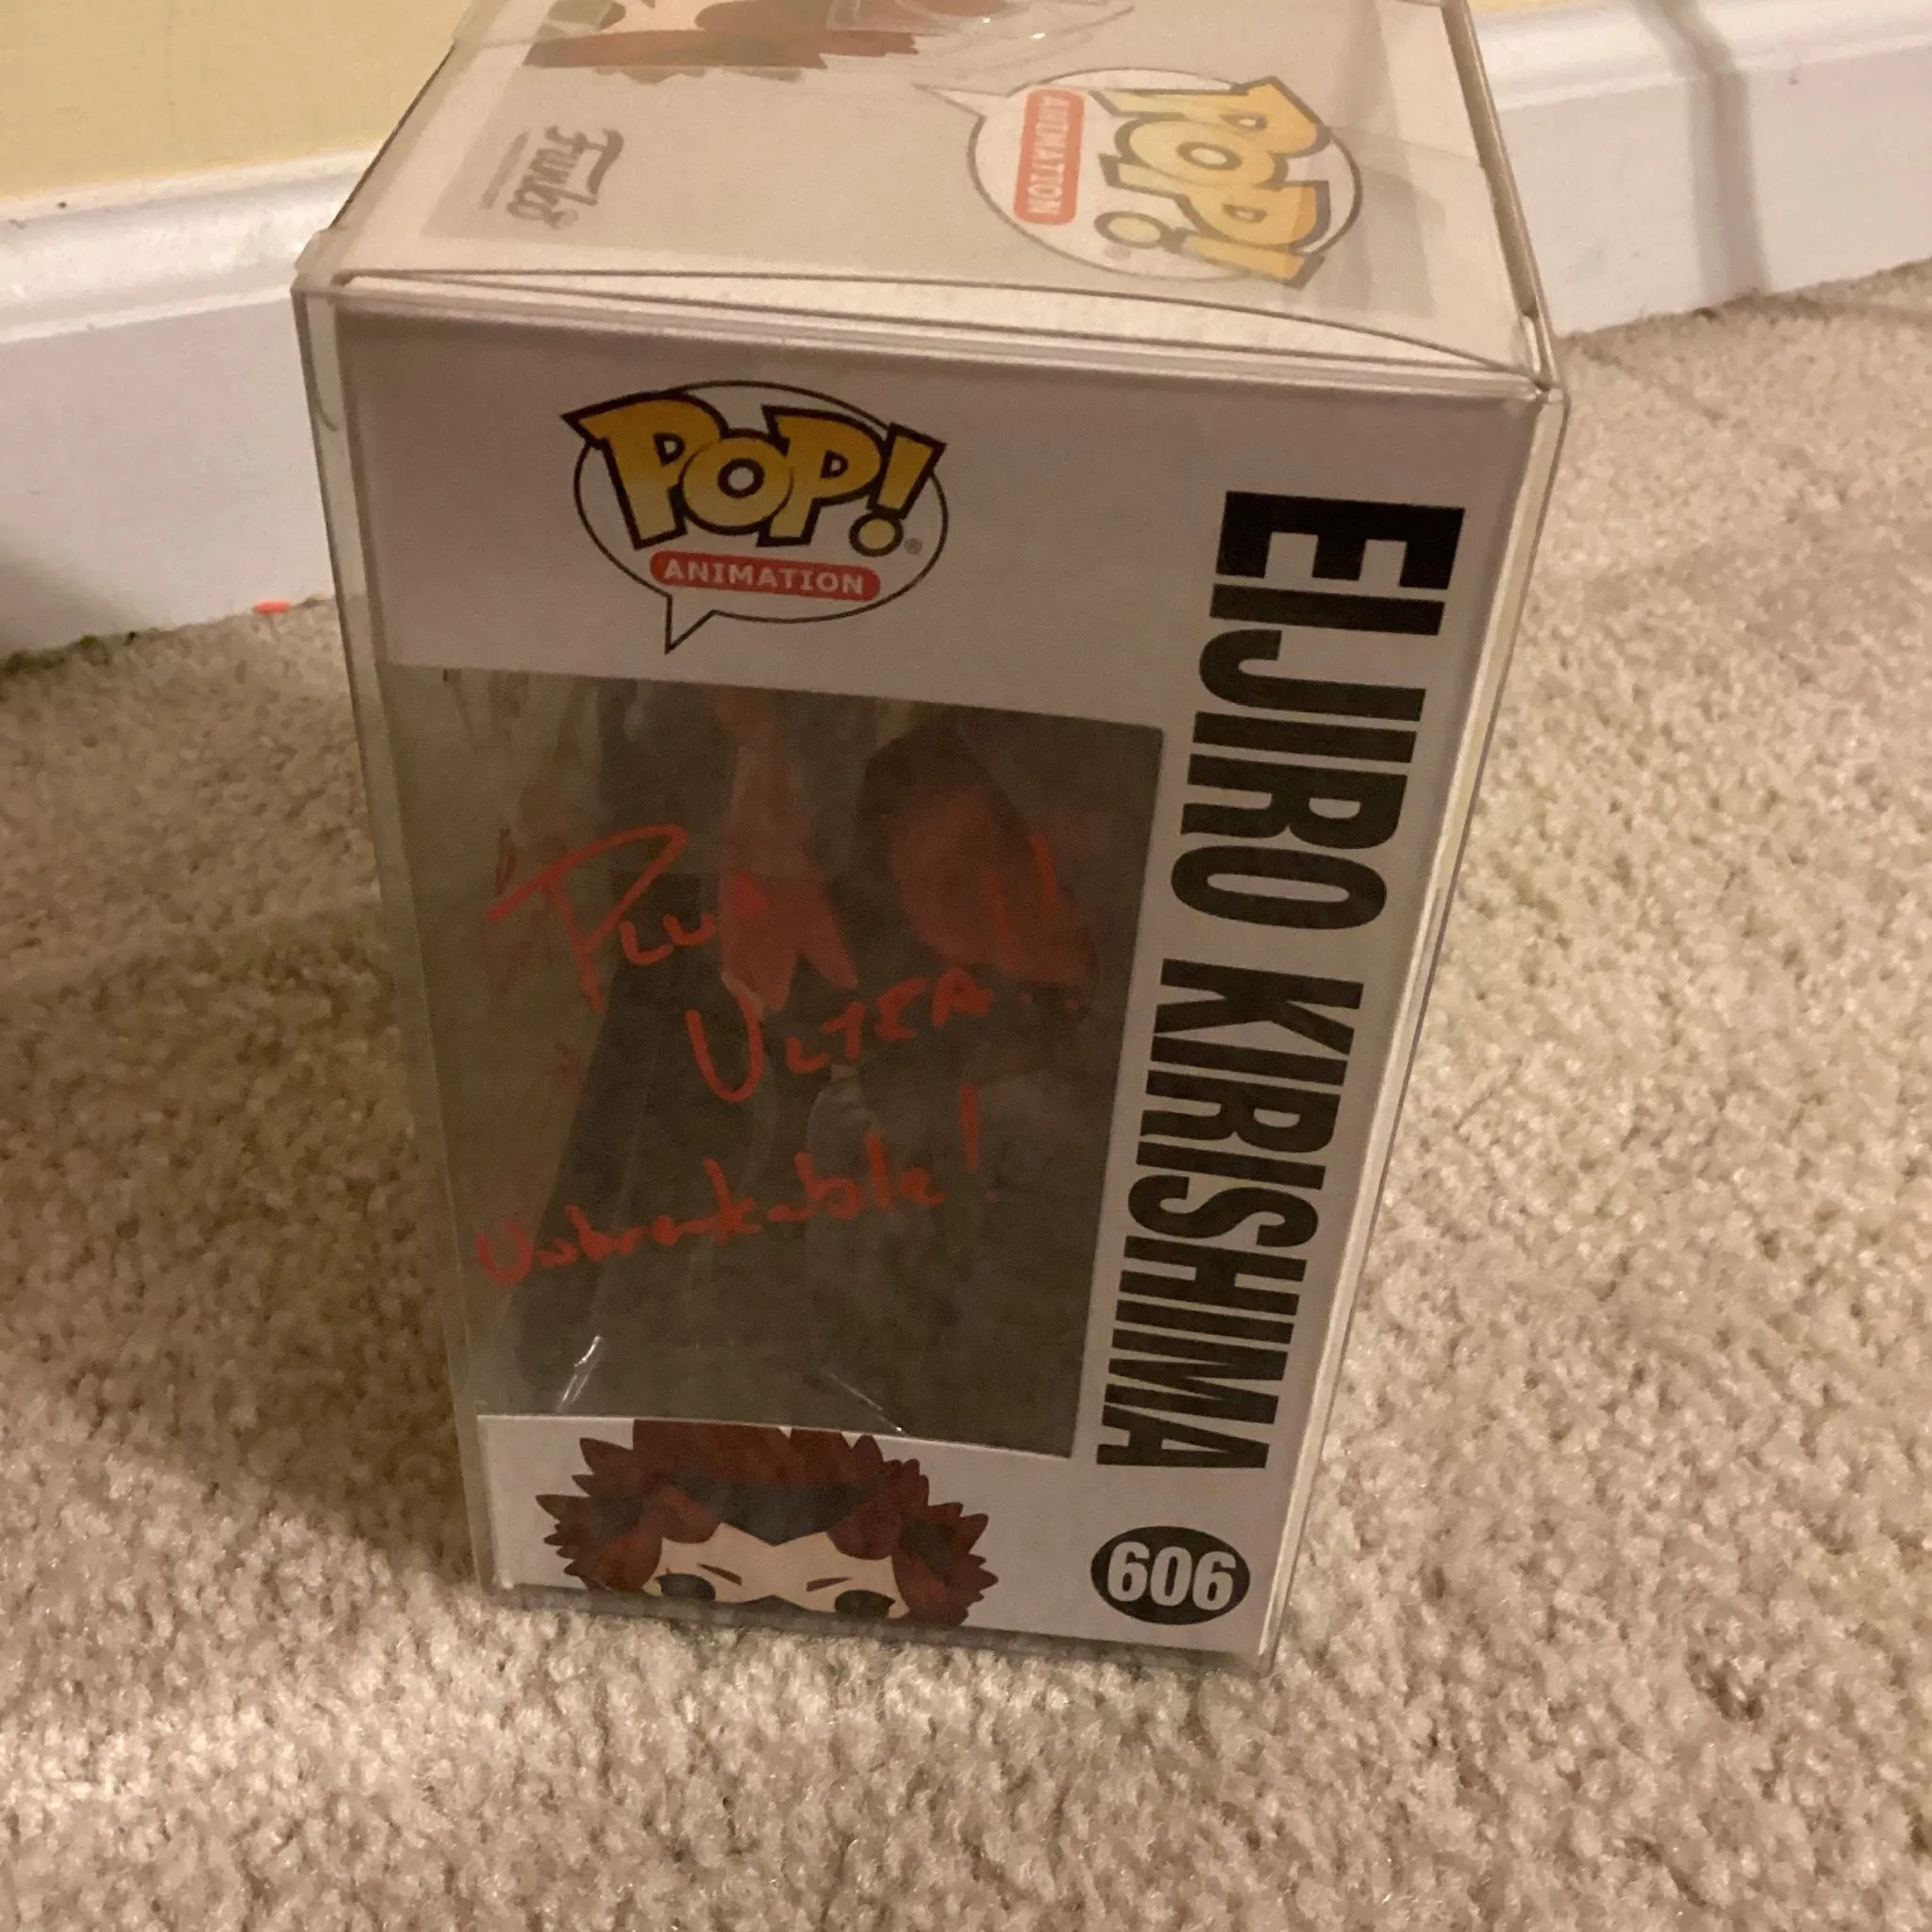 Funko
POP!
ANIMATION
POP!
ANIMATION
EIJIRO KIRISHIMA
PLUS
ULTRA
Unbreakable!
606